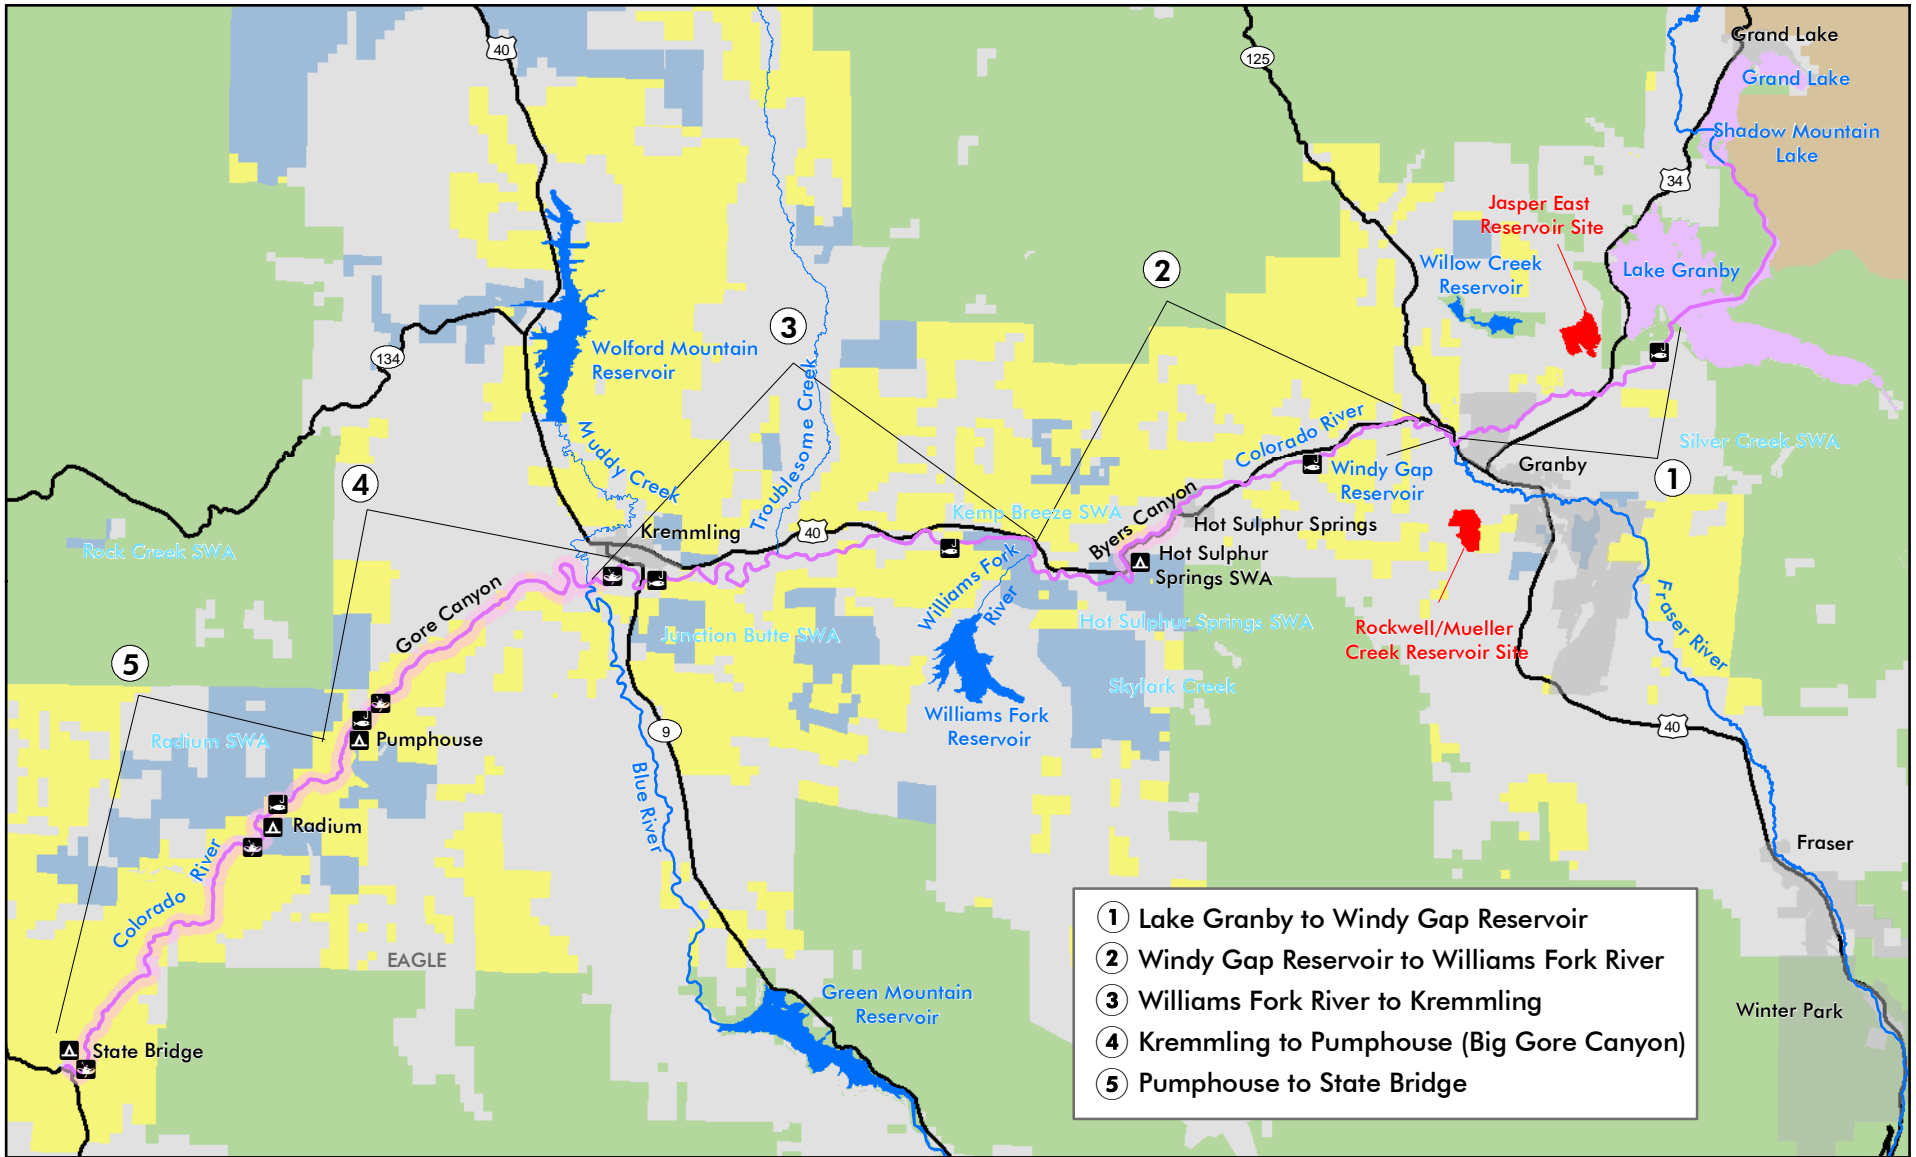 Grand Lake
40
125
Grand Lake
Shadow Mountain
Lake
34
Jasper East
Reservoir Site
2
Willow Creek
Reservoir
Lake Granby
3
134
Wolford Mountain
Reservoir
Troublesome Creek
Muddy Creek
Colorado River
Silver Creek SWA
Windy Gap
Reservoir
Granby
1
4
Byers Canyon
Kemp Breeze SWA
Hot Sulphur Springs
Kremmling
40
Rock Creek SWA
Hot Sulphur
Springs SWA
Williams Fork
River
Gore Canyon
Junction Butte SWA
Hot Sulphur Springs SWA
Rockwell/Mueller
Creek Reservoir Site
Fraser River
5
Skylark Creek
Williams Fork
Reservoir
Radium SWA
Pumphouse
9
40
Blue River
Radium
Fraser
Colorado River
EAGLE
Green Mountain
Reservoir
Winter Park
State Bridge
1 Lake Granby to Windy Gap Reservoir
2 Windy Gap Reservoir to Williams Fork River
3 Williams Fork River to Kremmling
4 Kremmling to Pumphouse (Big Gore Canyon)
5 Pumphouse to State Bridge